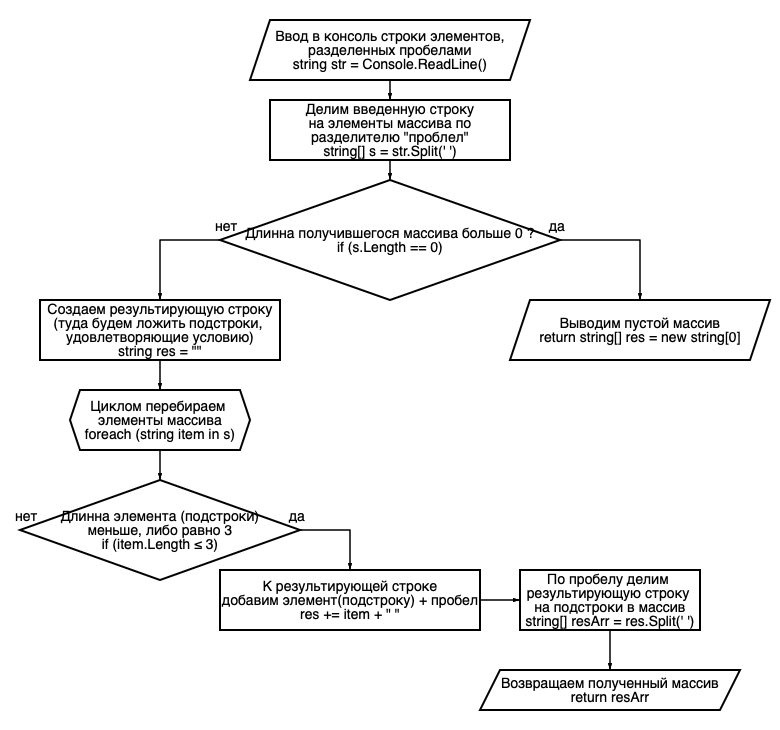 Ввод в консоль строки элементов,
разделенных пробелами
string str = Console.ReadLine()
Делим введенную строку
на элементы массива по
разделителю "проблел"
string[] s = str.Split(' ')
нет
Длинна получившегося массива больше 0 ?
да
if (s.Length == 0)
Создаем результирующую строку
(туда будем ложить подстроки,
удовлетворяющие условию)
string res = ""
Выводим пустой массив
return string[] res = new string[0]
Циклом перебираем
элементы массива
foreach (string item in s)
нет
Длинна элемента (подстроки)
да
меньше, либо равно 3
if (item.Length ≤ 3)
К результирующей строке
добавим элемент(подстроку) + пробел
res += item + " "
По пробелу делим
результирующую строку
на подстроки в массив
string[] resArr = res.Split(' ')
Возвращаем полученный массив
return resArr